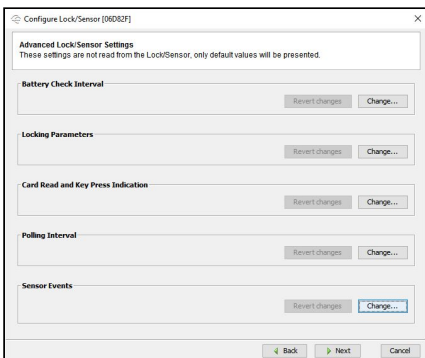 Configure Lock/Sensor [06D82F]
Advanced Lock/Sensor Settings
These settings are not read from the Lock/Sensor, only default values will be presented.
Battery Check Interval
Revert changes Change...
Locking Parameters
Revert changes Change...
Card Read and Key Press Indication
Revert changes Change...
Polling Interval
Revert changes Change...
Sensor Events
Revert changes Change...
Back Next Cancel